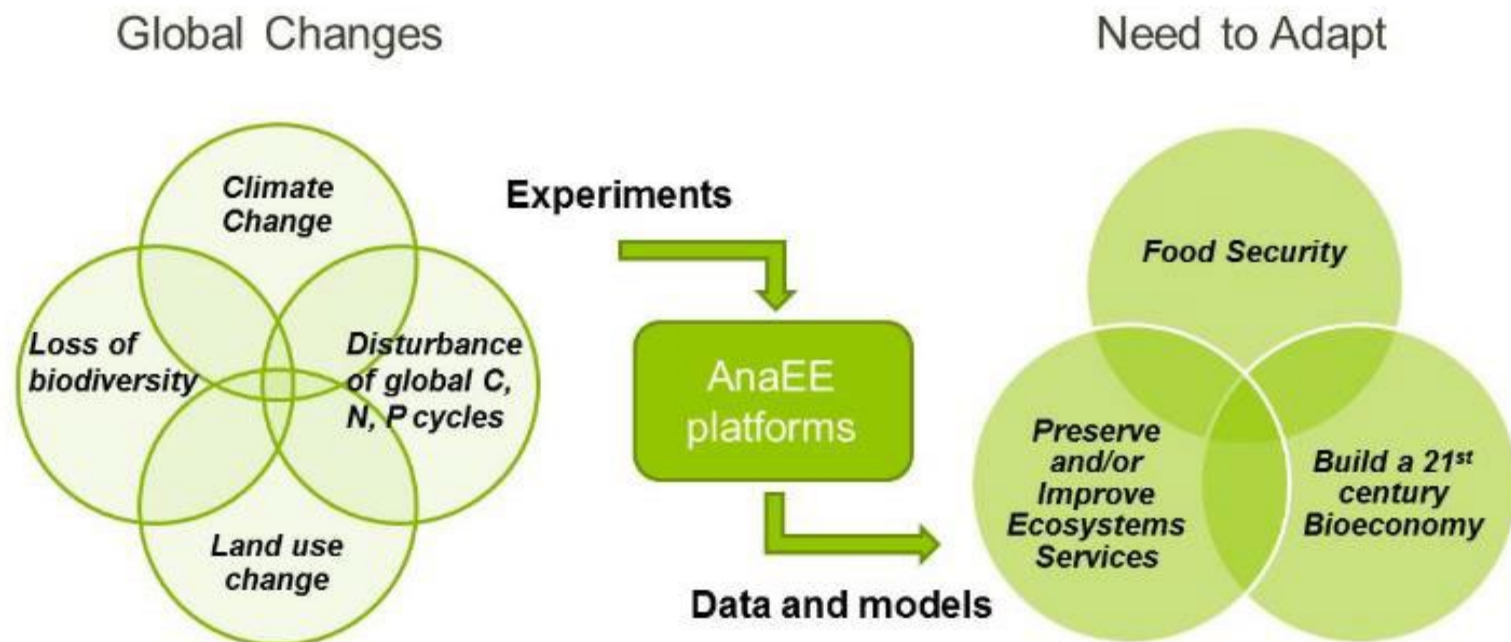 Global Changes
Need to Adapt
Climate
Change
Loss of
biodiversity
Disturbance
of global C,
N, P cycles
Land use
change
Experiments
AnaEE
platforms
Data and models
Food Security
Preserve
and/or
Improve
Ecosystems
Services
Build a 21st
century
Bioeconomy